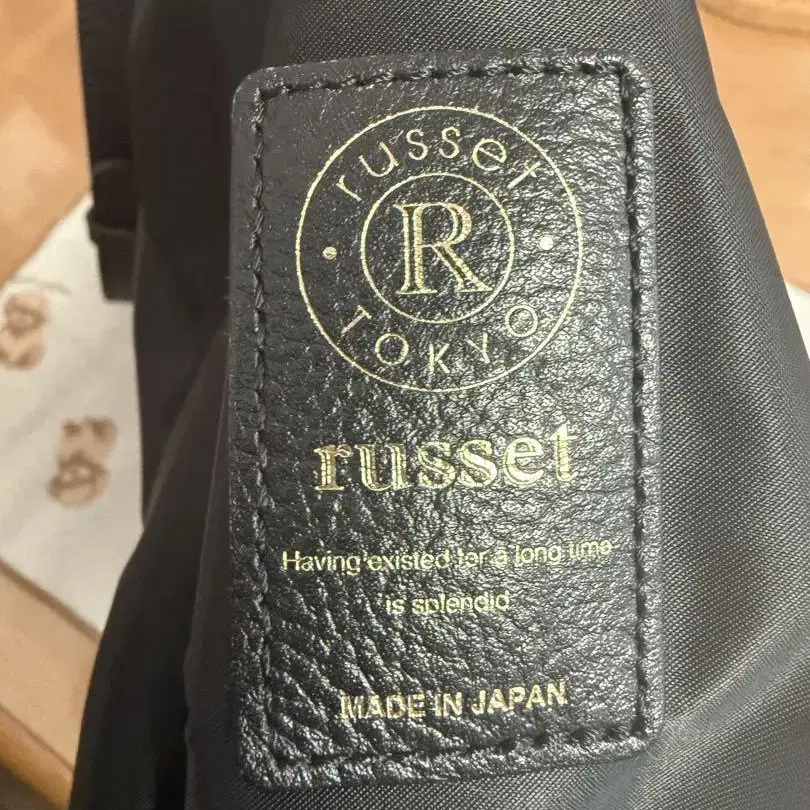 russet
R
TOKYO
russet
Having existed for a long time
is splendid
MADE IN JAPAN